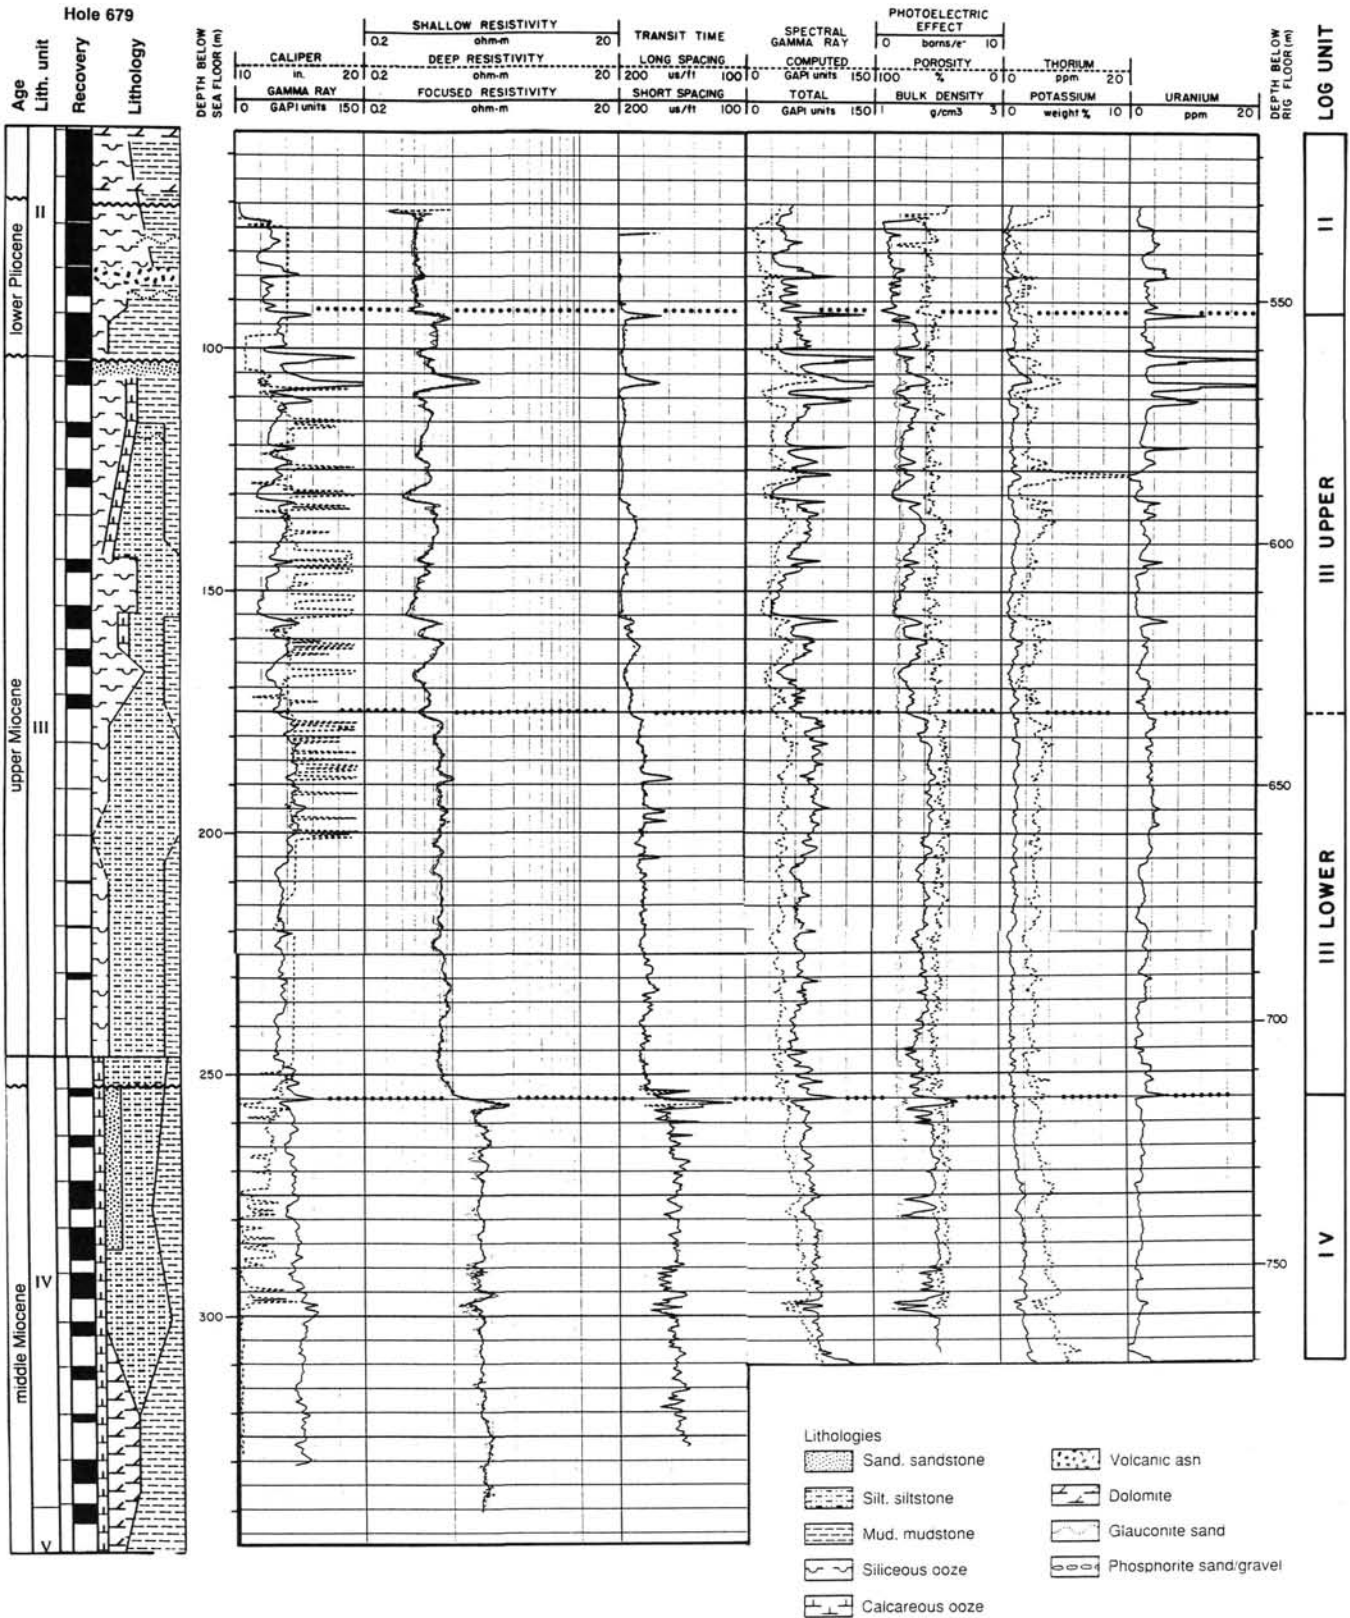 Hole 679
Age
Lith. unit
Recovery
Lithology
DEPTH BELOW
SEA FLOOR (m)
CALIPER
10 in. 20
GAMMA RAY
0 GAPI units 150
SHALLOW RESISTIVITY
0.2 ohm-m 20
DEEP RESISTIVITY
0.2 ohm-m 20
FOCUSED RESISTIVITY
0.2 ohm-m 20
TRANSIT TIME
LONG SPACING
200 us/ft 100
SHORT SPACING
200 us/ft 100
SPECTRAL
GAMMA RAY
COMPUTED
0 GAPI units 150
TOTAL
0 GAPI units 150
PHOTOELECTRIC
EFFECT
0 barns/e- 10
POROSITY
100 % 0
BULK DENSITY
1 g/cm3 3
THORIUM
0 ppm 20
POTASSIUM
0 weight % 10
URANIUM
0 ppm 20
DEPTH BELOW
RIG FLOOR (m)
LOG UNIT
lower Pliocene
upper Miocene
middle Miocene
II
III
IV
V
100
150
200
250
300
550
600
650
700
750
II
III UPPER
III LOWER
IV
Lithologies
Sand. sandstone
Silt. siltstone
Mud. mudstone
Siliceous ooze
Calcareous ooze
Volcanic asn
Dolomite
Glauconite sand
Phospnorite sand/gravel